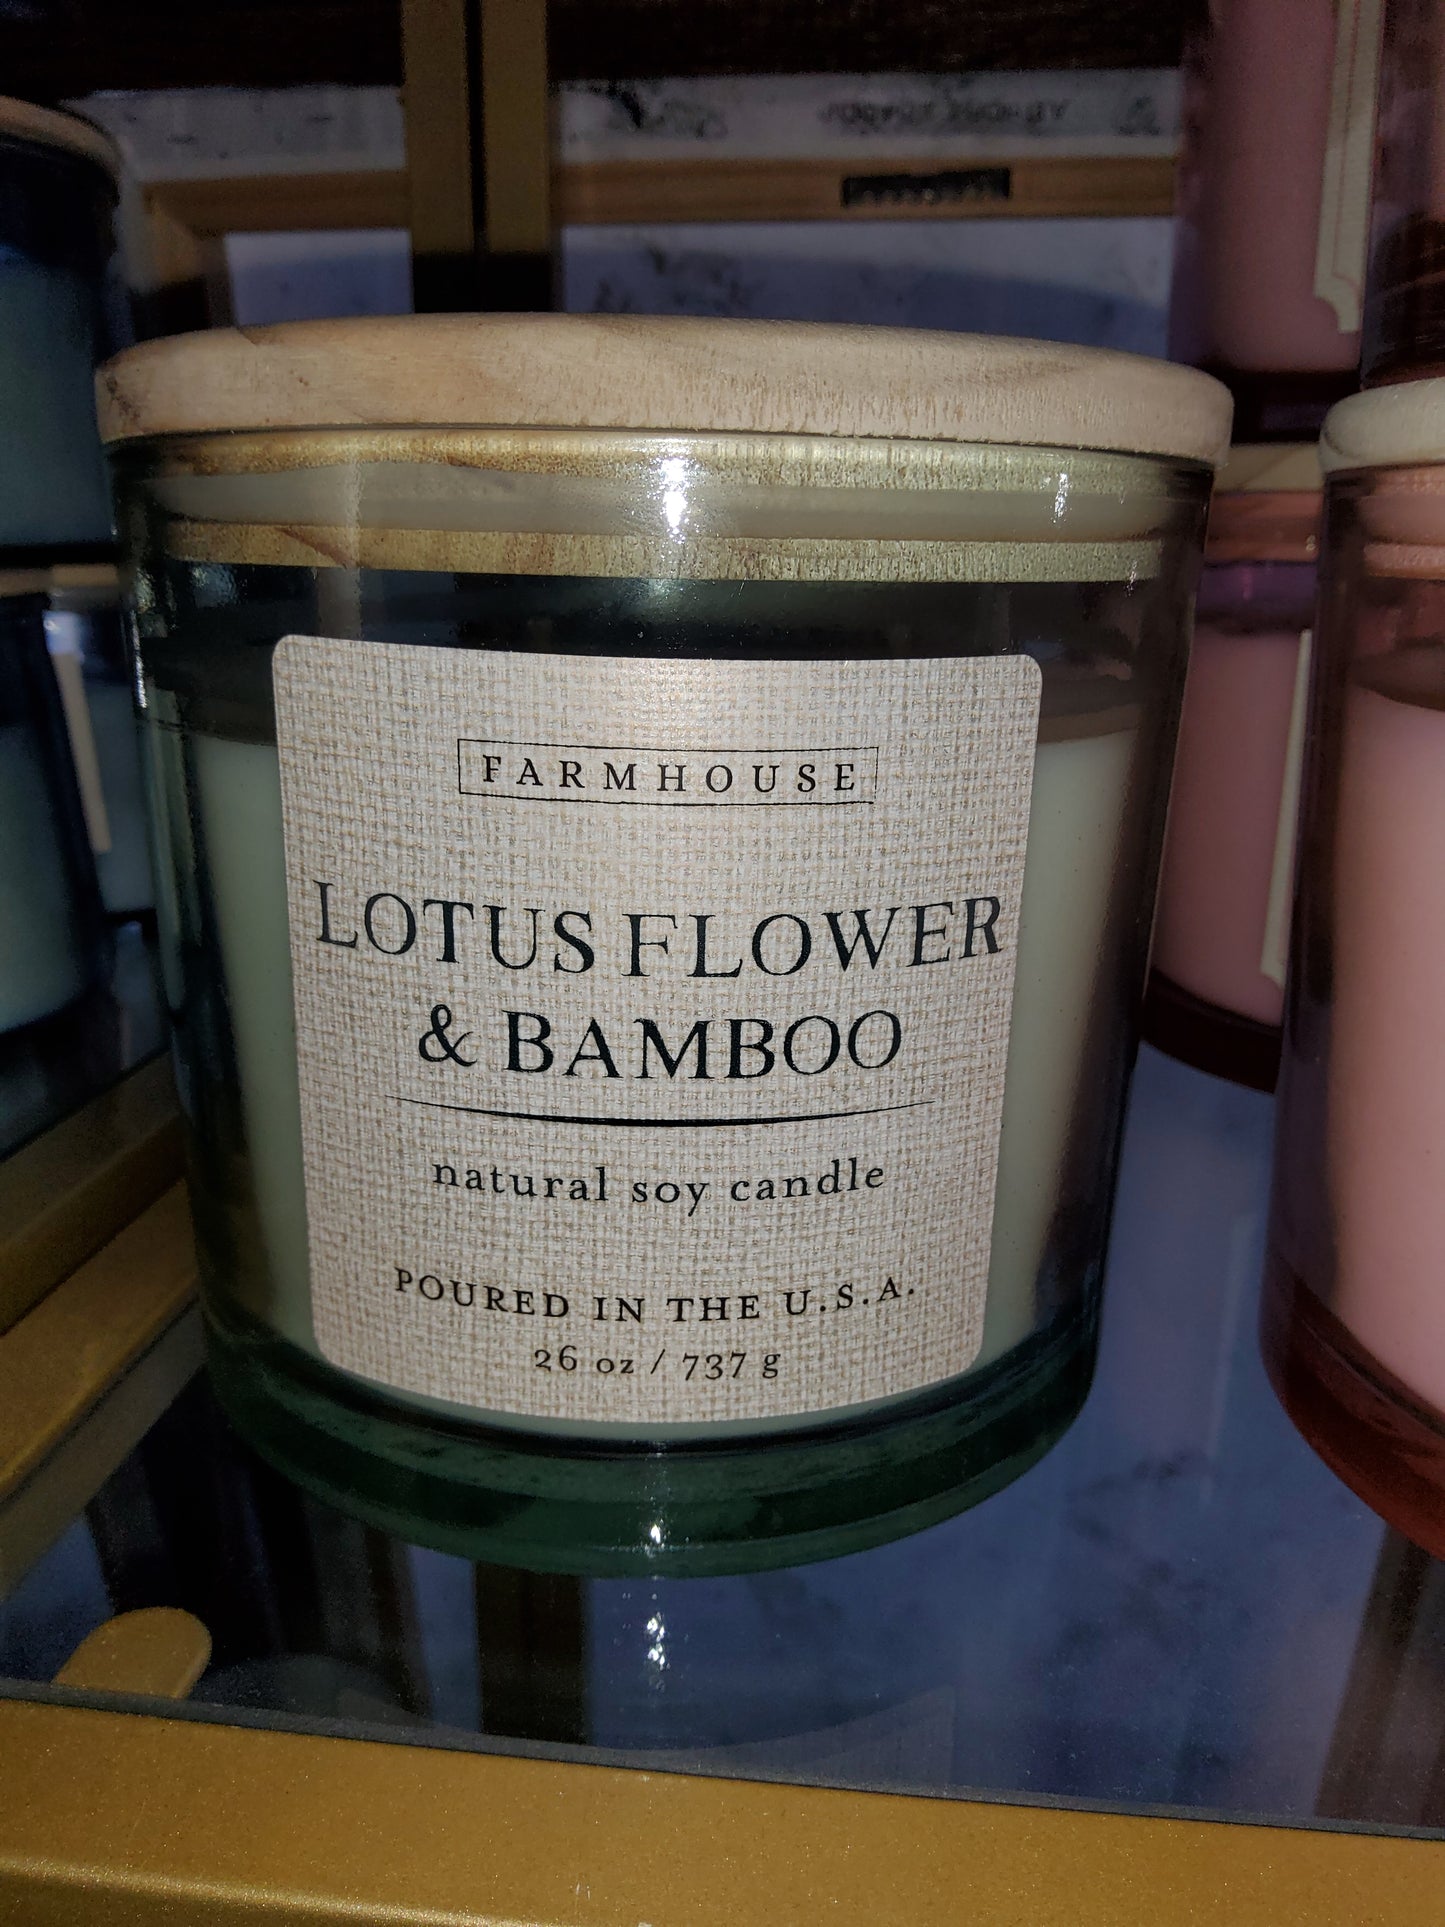 FARMHOUSE
LOTUS FLOWER
& BAMBOO
natural soy candle
POURED IN THE U.S.A.
26 oz / 737 g